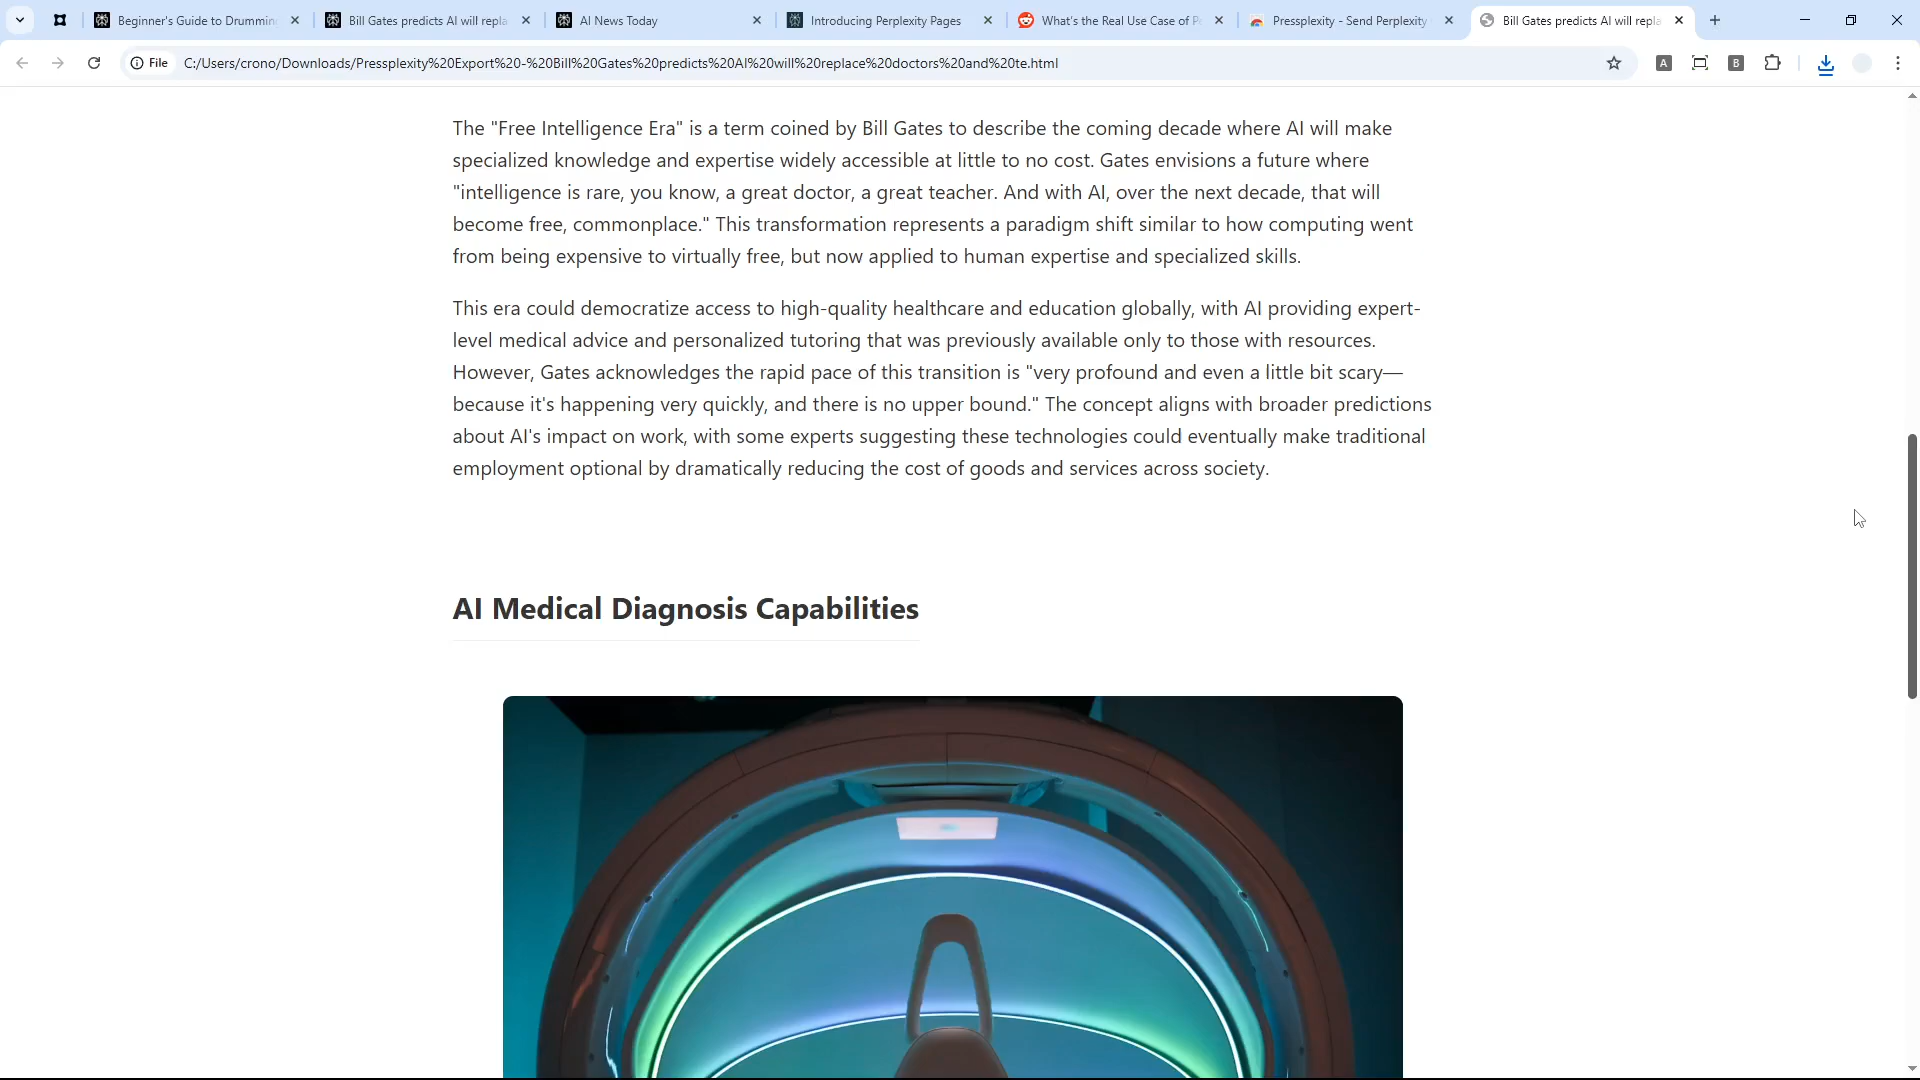 Beginner's Guide to Drummin
Bill Gates predicts AI will repla
AI News Today
Introducing Perplexity Pages
What's the Real Use Case of P
Pressplexity - Send Perplexity
Bill Gates predicts AI will repla
File
C:/Users/crono/Downloads/Pressplexity%20Export%20-%20Bill%20Gates%20predicts%20AI%20will%20replace%20doctors%20and%20te.html
A
B
The "Free Intelligence Era" is a term coined by Bill Gates to describe the coming decade where AI will make
specialized knowledge and expertise widely accessible at little to no cost. Gates envisions a future where
"intelligence is rare, you know, a great doctor, a great teacher. And with AI, over the next decade, that will
become free, commonplace." This transformation represents a paradigm shift similar to how computing went
from being expensive to virtually free, but now applied to human expertise and specialized skills.
This era could democratize access to high-quality healthcare and education globally, with AI providing expert-
level medical advice and personalized tutoring that was previously available only to those with resources.
However, Gates acknowledges the rapid pace of this transition is "very profound and even a little bit scary—
because it's happening very quickly, and there is no upper bound." The concept aligns with broader predictions
about AI's impact on work, with some experts suggesting these technologies could eventually make traditional
employment optional by dramatically reducing the cost of goods and services across society.
AI Medical Diagnosis Capabilities